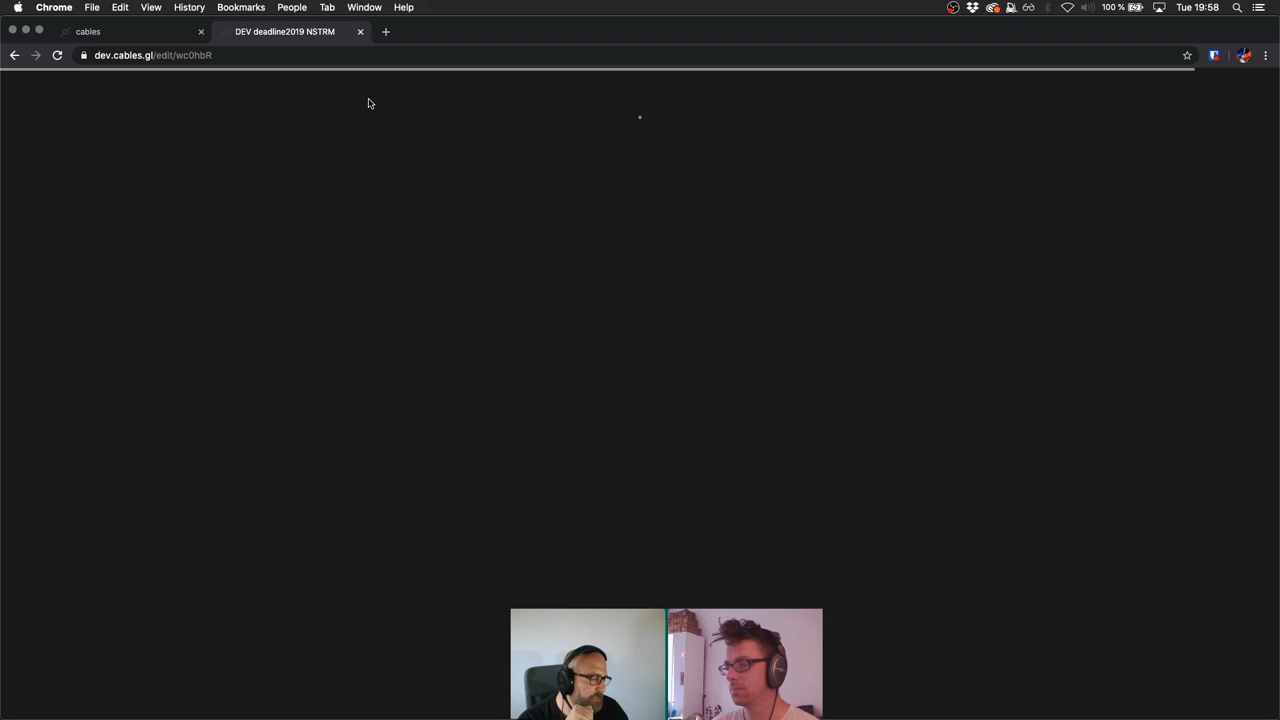 Chrome File Edit View History Bookmarks People Tab Window Help 100 % Tue 19:58
cables DEV deadline2019 NSTRM
dev.cables.gl/edit/wc0hbR